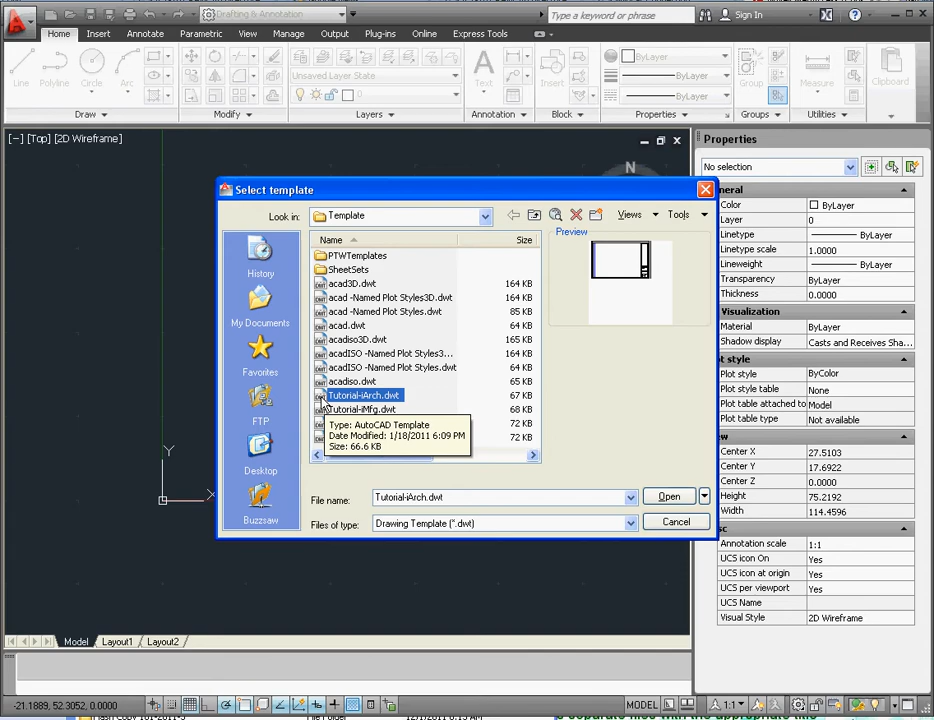 Drafting & Annotation
Type a keyword or phrase
Sign In
Home Insert Annotate Parametric View Manage Output Plug-ins Online Express Tools
Line Polyline Circle Arc
Unsaved Layer State
0
Text
Insert
ByLayer
ByLayer
ByLayer
Group
Measure
Clipboard
Draw Modify Layers Annotation Block Properties Groups Utilities
[−] [Top] [2D Wireframe]
N
Y
X
Select template
Look in: Template
Views Tools
History
My Documents
Favorites
FTP
Desktop
Buzzsaw
Name Size
PTWTemplates
SheetSets
acad3D.dwt 164 KB
acad -Named Plot Styles3D.dwt 164 KB
acad -Named Plot Styles.dwt 85 KB
acad.dwt 64 KB
acadiso3D.dwt 165 KB
acadISO -Named Plot Styles3... 164 KB
acadISO -Named Plot Styles.dwt 64 KB
acadiso.dwt 65 KB
Tutorial-iArch.dwt 67 KB
Tutorial-iMfg.dwt 68 KB
72 KB
72 KB
Type: AutoCAD Template
Date Modified: 1/18/2011 6:09 PM
Size: 66.6 KB
Preview
File name: Tutorial-iArch.dwt
Open
Files of type: Drawing Template (*.dwt)
Cancel
Properties
No selection
neral
Color ByLayer
Layer 0
Linetype ByLayer
Linetype scale 1.0000
Lineweight ByLayer
Transparency ByLayer
Thickness 0.0000
Visualization
Material ByLayer
Shadow display Casts and Receives Sha...
ot style
Plot style ByColor
Plot style table None
Plot table attached to Model
Plot table type Not available
ew
Center X 27.5103
Center Y 17.6922
Center Z 0.0000
Height 75.2192
Width 114.4596
sc
Annotation scale 1:1
UCS icon On Yes
UCS icon at origin Yes
UCS per viewport Yes
UCS Name
Visual Style 2D Wireframe
Model Layout1 Layout2
-21.1889, 52.3052, 0.0000
MODEL
1:1